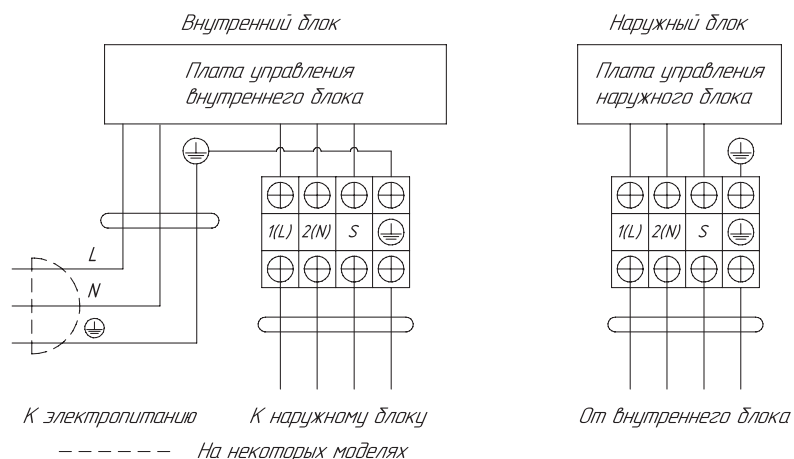 Внутренний блок
Наружный блок
Плата управления
внутреннего блока
Плата управления
наружного блока
1(L) 2(N) S
1(L) 2(N) S
L
N
К электропитанию
К наружному блоку
От внутреннего блока
На некоторых моделях